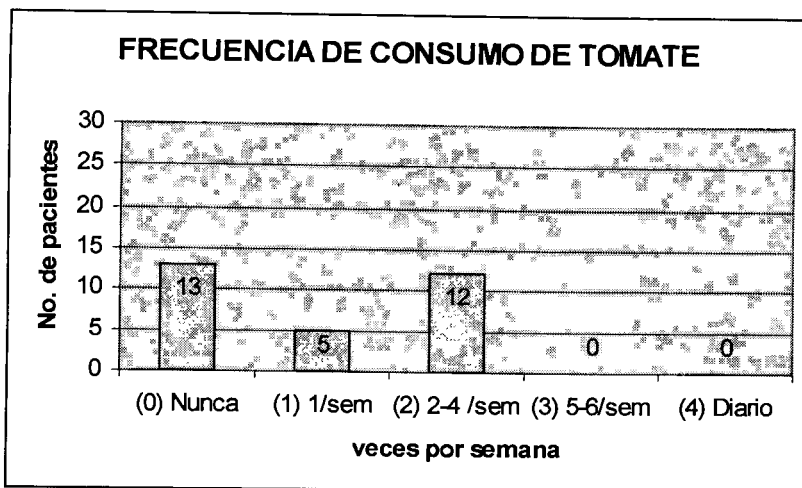 FRECUENCIA DE CONSUMO DE TOMATE
No. de pacientes
30
25
20
15
10
5
0
13
5
12
0
0
(0) Nunca
(1) 1/sem
(2) 2-4 /sem
(3) 5-6/sem
(4) Diario
veces por semana